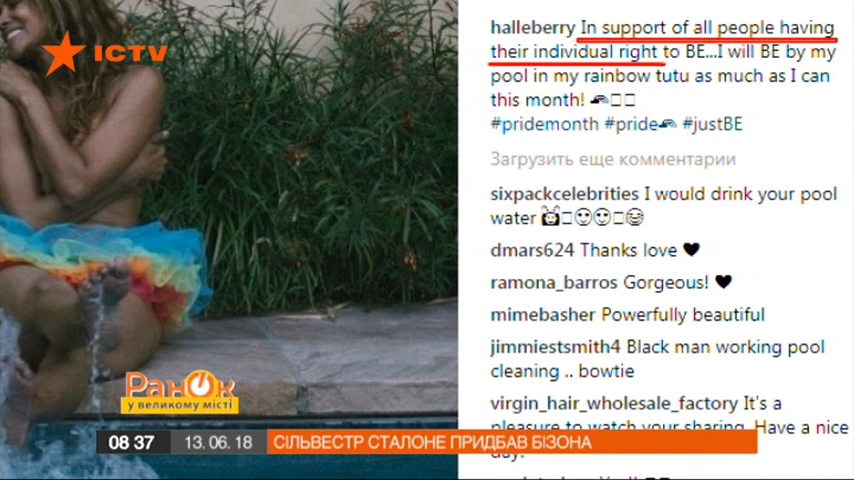 ICTV
halleberry In support of all people having
their individual right to BE...I will BE by my
pool in my rainbow tutu as much as I can
this month!
#pridemonth #pride #justBE
Загрузить еще комментарии
sixpackcelebrities I would drink your pool
water
dmars624 Thanks love
ramona_barros Gorgeous!
mimebasher Powerfully beautiful
jimmiestsmith4 Black man working pool
cleaning .. bowtie
virgin_hair_wholesale_factory It's a
pleasure to watch your sharing. Have a nice
day.
РАНОК
У ВЕЛИКОМУ МІСТІ
08 37 13. 06. 18 СІЛЬВЕСТР СТАЛОНЕ ПРИДБАВ БІЗОНА